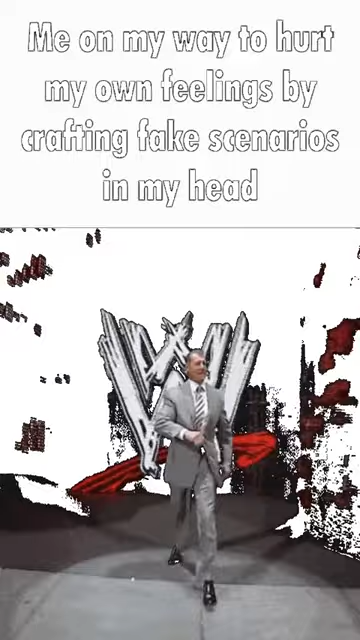 Me on my way to hurt
my own feelings by
crafting fake scenarios
in my head
W